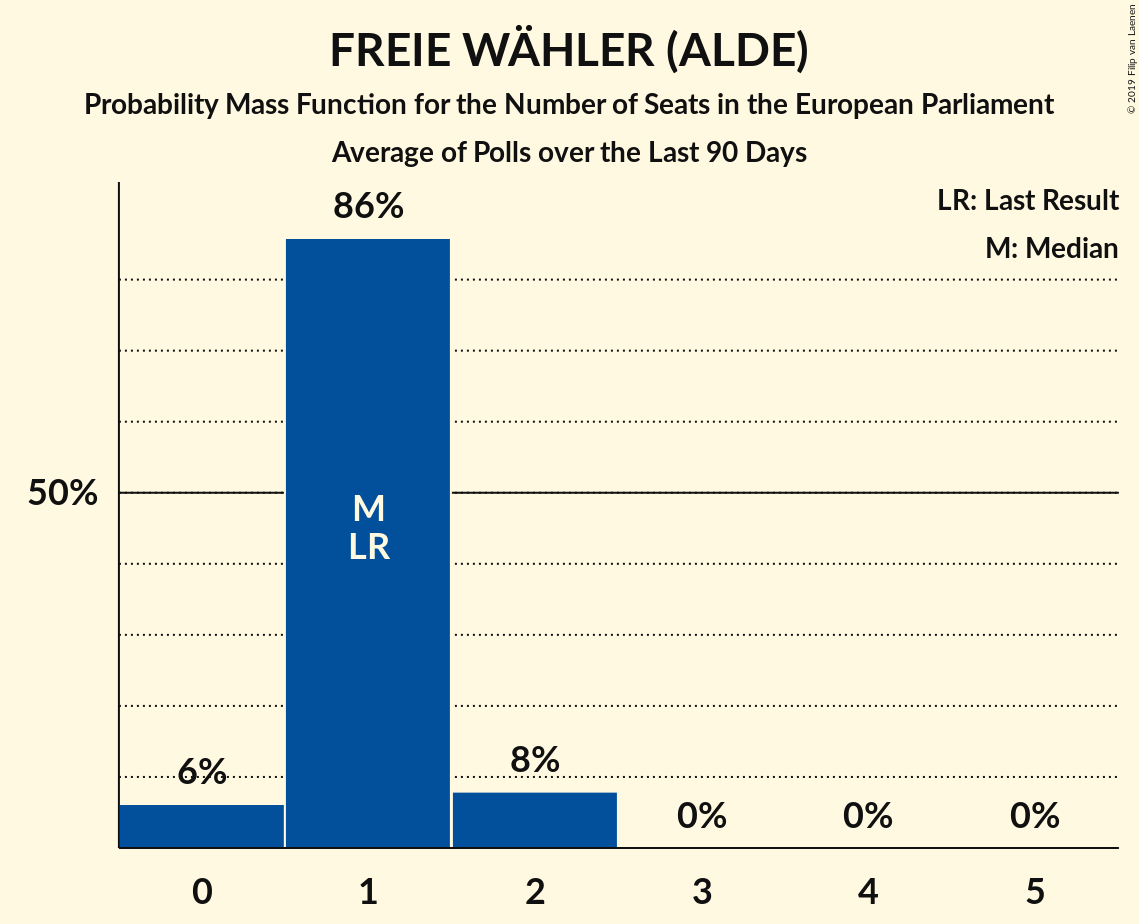 FREIE WÄHLER (ALDE)
Probability Mass Function for the Number of Seats in the European Parliament
Average of Polls over the Last 90 Days
© 2019 Filip van Laenen
LR: Last Result
M: Median
86%
50%
M
LR
6%
8%
0%
0%
0%
0
1
2
3
4
5